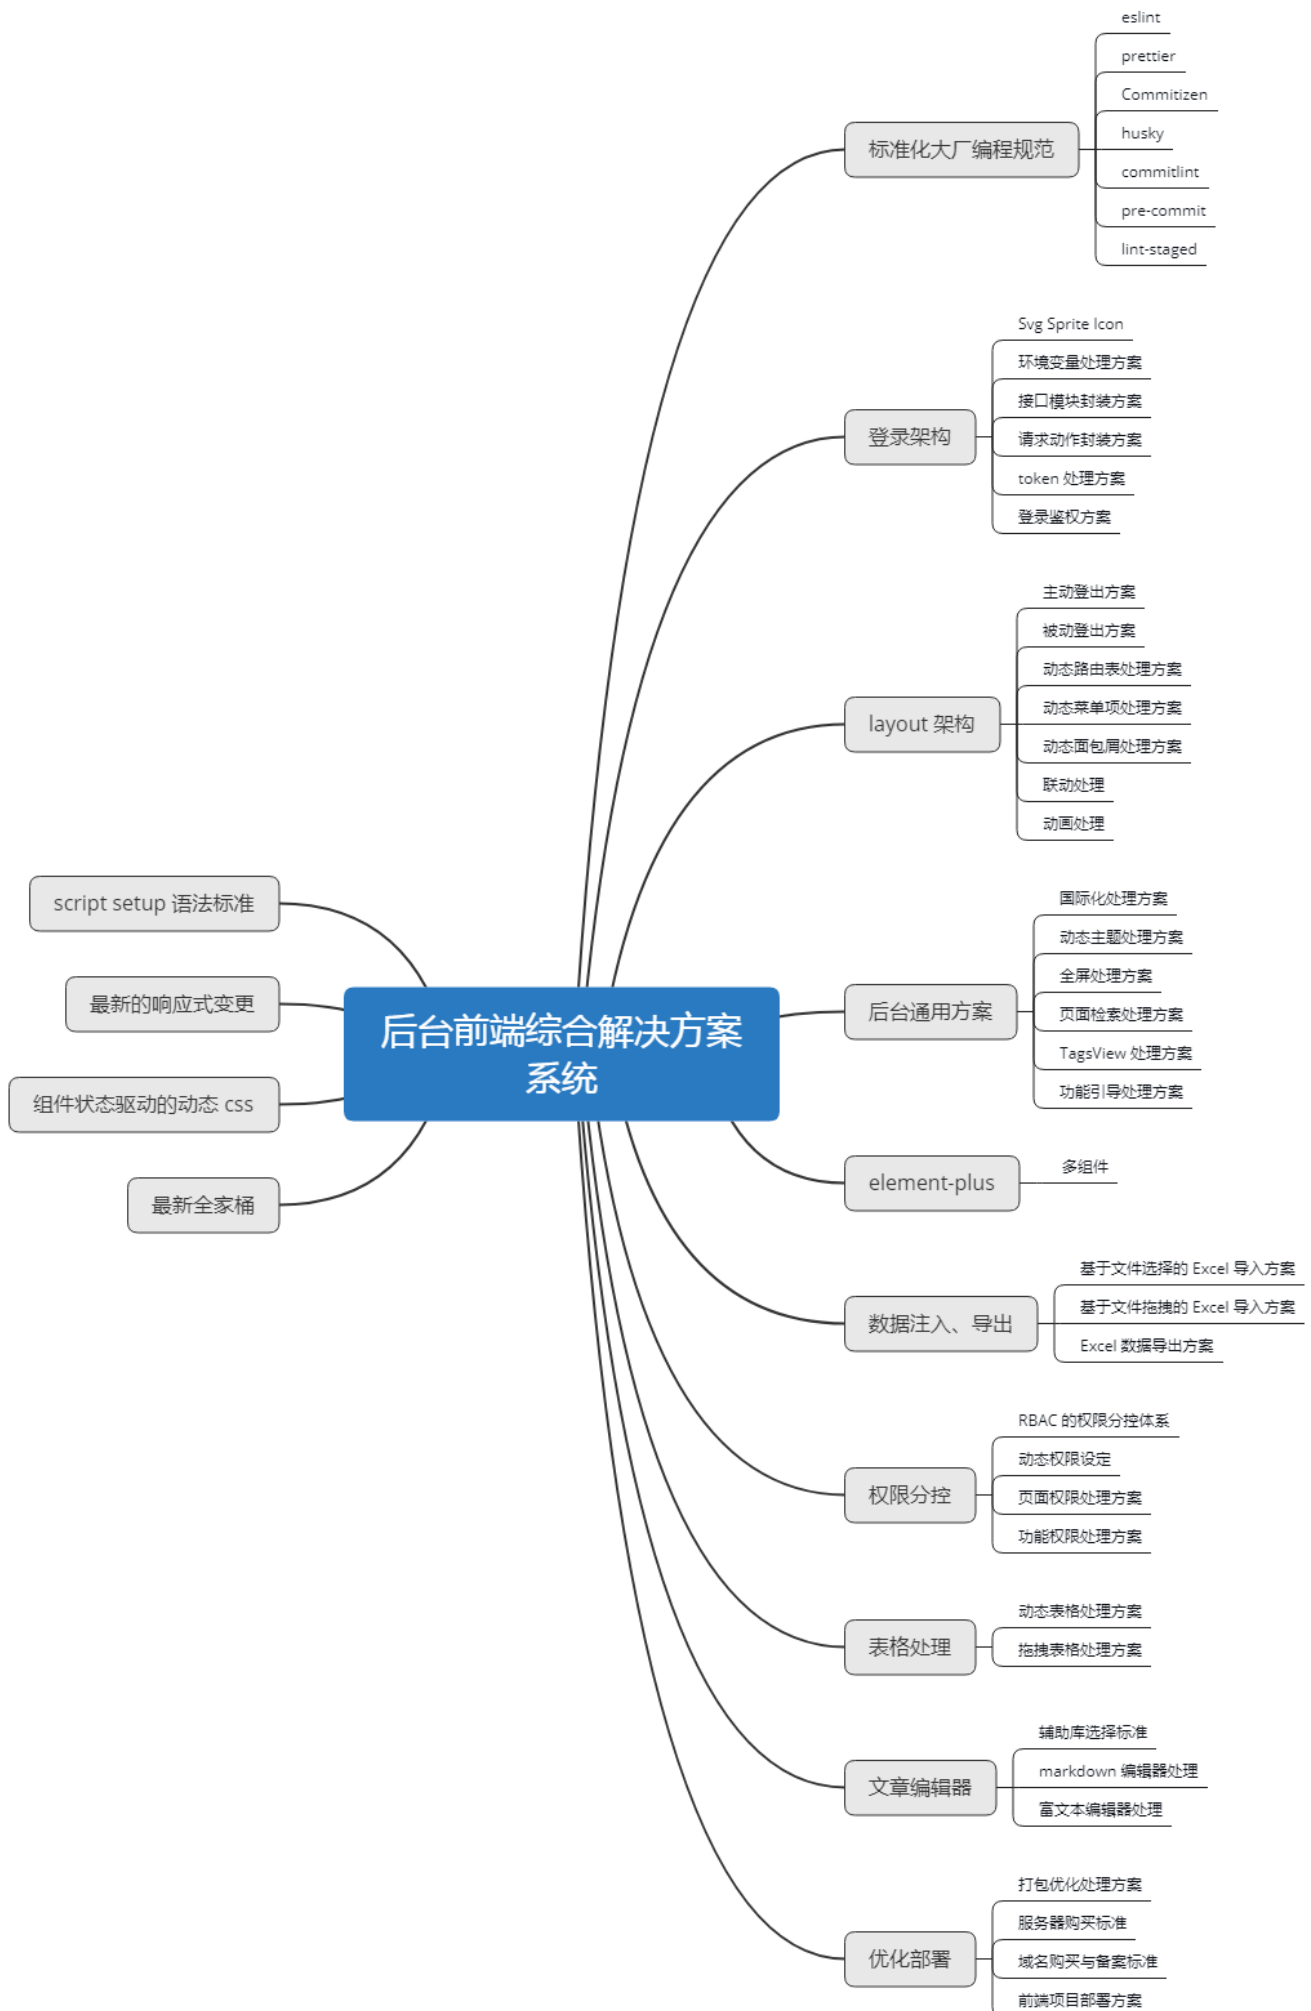 后台前端综合解决方案
系统
标准化大厂编程规范
eslint
prettier
Commitizen
husky
commitlint
pre-commit
lint-staged
登录架构
Svg Sprite Icon
环境变量处理方案
接口模块封装方案
请求动作封装方案
token 处理方案
登录鉴权方案
layout 架构
主动登出方案
被动登出方案
动态路由表处理方案
动态菜单项处理方案
动态面包屑处理方案
联动处理
动画处理
后台通用方案
国际化处理方案
动态主题处理方案
全屏处理方案
页面检索处理方案
TagsView 处理方案
功能引导处理方案
element-plus
多组件
数据注入、导出
基于文件选择的 Excel 导入方案
基于文件拖拽的 Excel 导入方案
Excel 数据导出方案
权限分控
RBAC 的权限分控体系
动态权限设定
页面权限处理方案
功能权限处理方案
表格处理
动态表格处理方案
拖拽表格处理方案
文章编辑器
辅助库选择标准
markdown 编辑器处理
富文本编辑器处理
优化部署
打包优化处理方案
服务器购买标准
域名购买与备案标准
前端项目部署方案
script setup 语法标准
最新的响应式变更
组件状态驱动的动态 css
最新全家桶